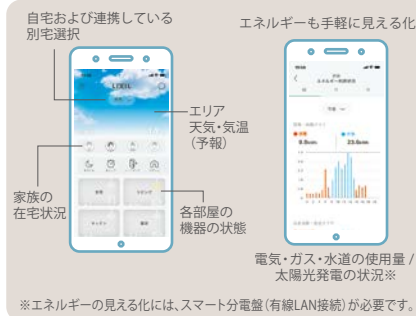 自宅および連携している
別宅選択
エネルギーも手軽に見える化
LIXIL
エリア
天気・気温
（予報）
家族の
在宅状況
各部屋の
機器の状態
電気・ガス・水道の使用量 /
太陽光発電の状況※
※エネルギーの見える化には、スマート分電盤（有線LAN接続）が必要です。